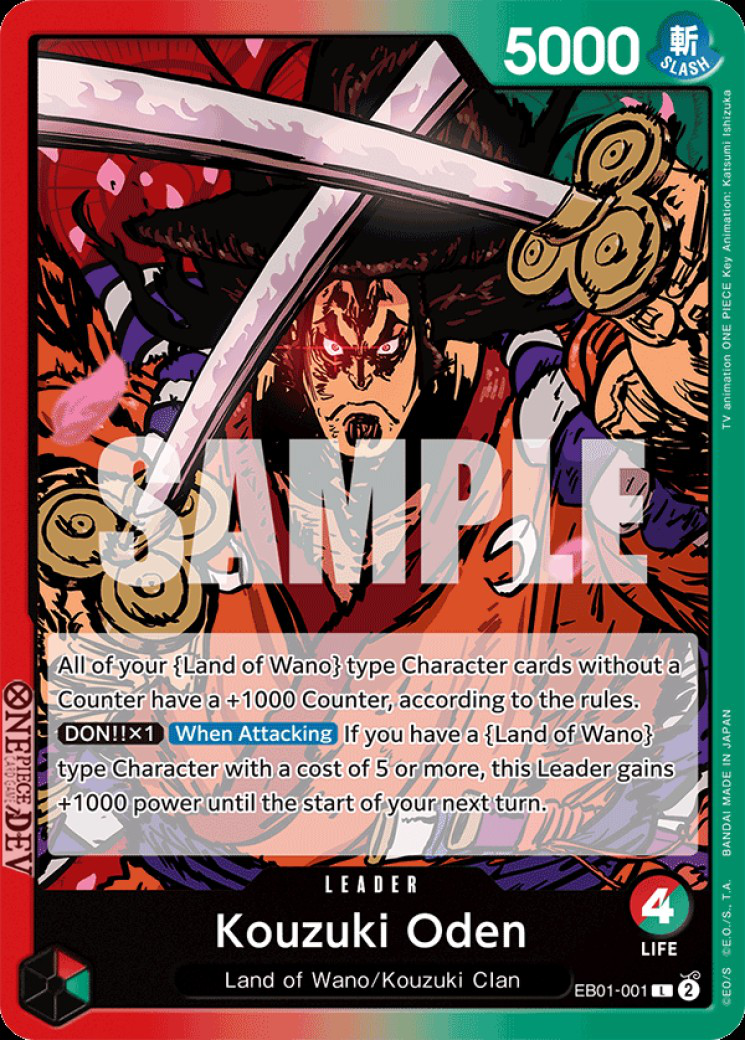 5000
斬
SLASH
TV animation ONE PIECE Key Animation: Katsumi Ishizuka
SAMPLE
All of your {Land of Wano} type Character cards without a
Counter have a +1000 Counter, according to the rules.
DON!!×1 When Attacking If you have a {Land of Wano}
type Character with a cost of 5 or more, this Leader gains
+1000 power until the start of your next turn.
ONE PIECE
CARD GAME
DEV
BANDAI MADE IN JAPAN
©E.O./S., T.A.
©EO/S
LEADER
Kouzuki Oden
4
LIFE
Land of Wano/Kouzuki Clan
EB01-001 L 2